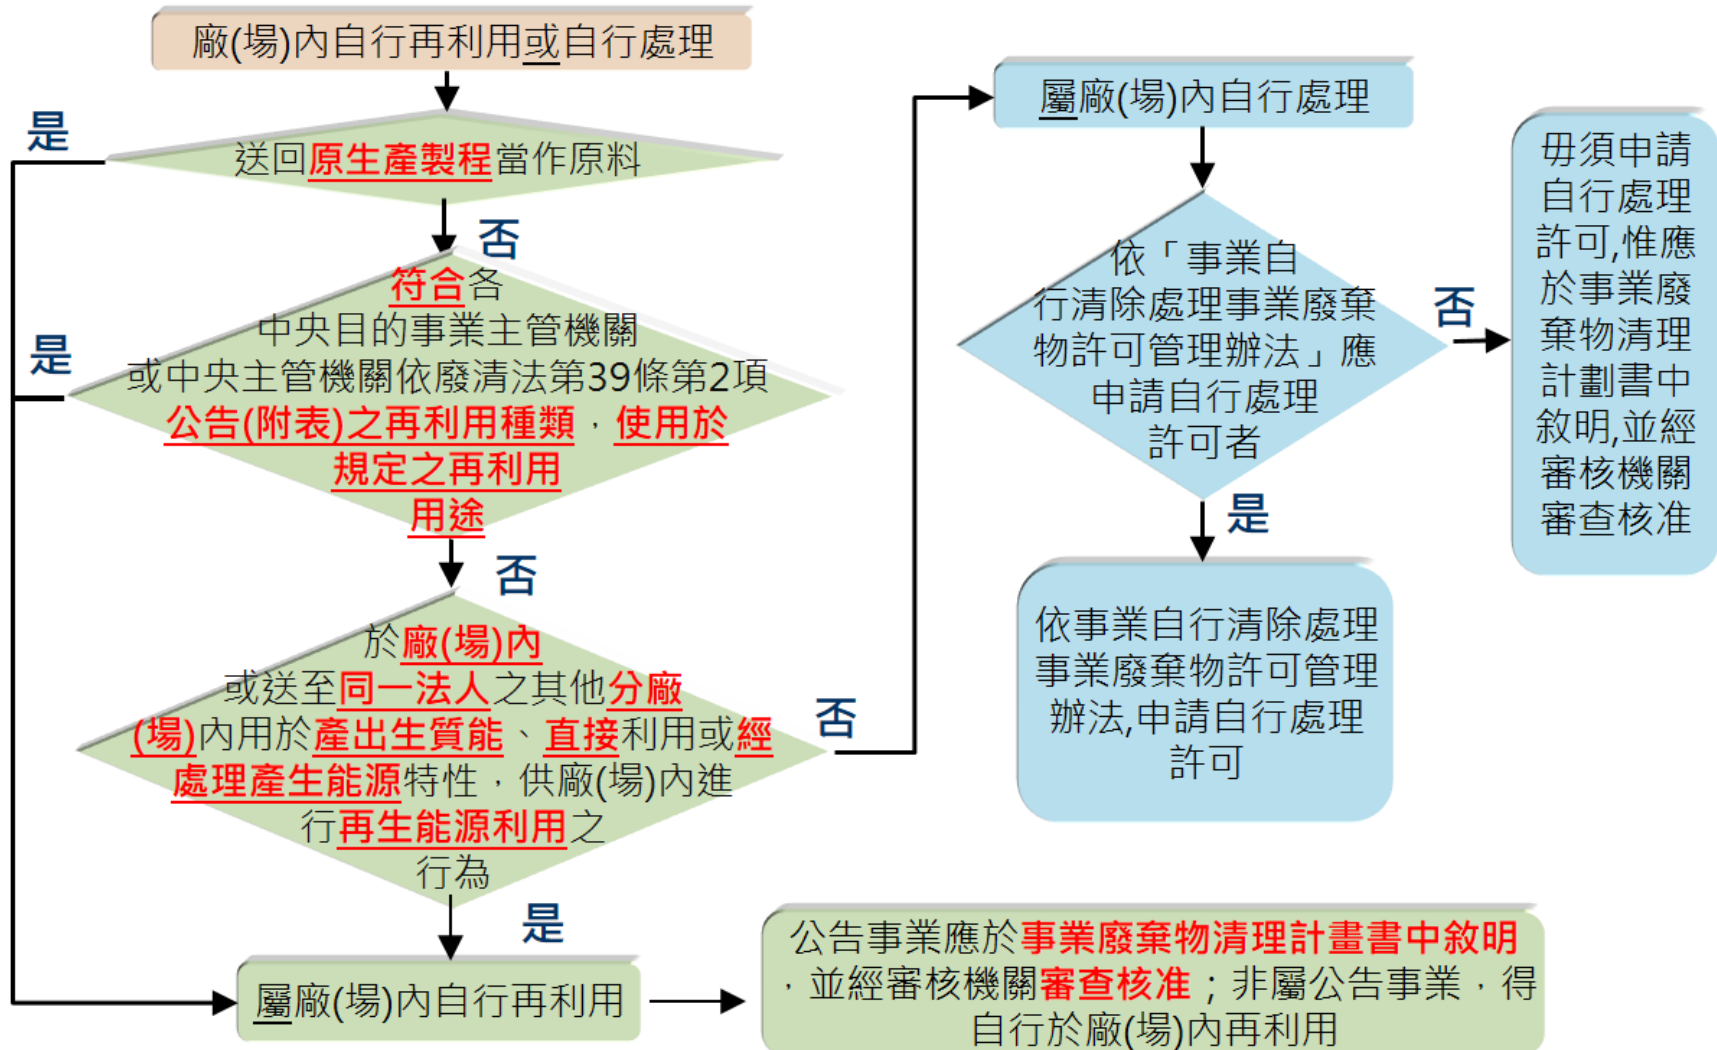 廠(場)內自行再利用或自行處理
是
送回原生產製程當作原料
否
符合各
中央目的事業主管機關
或中央主管機關依廢清法第39條第2項
公告(附表)之再利用種類，使用於
規定之再利用
用途
是
否
於廠(場)內
或送至同一法人之其他分廠
(場)內用於產出生質能、直接利用或經
處理產生能源特性，供廠(場)內進
行再生能源利用之
行為
否
是
屬廠(場)內自行再利用
公告事業應於事業廢棄物清理計畫書中敘明
，並經審核機關審查核准；非屬公告事業，得
自行於廠(場)內再利用
屬廠(場)內自行處理
依「事業自
行清除處理事業廢棄
物許可管理辦法」應
申請自行處理
許可者
否
是
依事業自行清除處理
事業廢棄物許可管理
辦法,申請自行處理
許可
毋須申請
自行處理
許可,惟應
於事業廢
棄物清理
計劃書中
敘明,並經
審核機關
審查核准